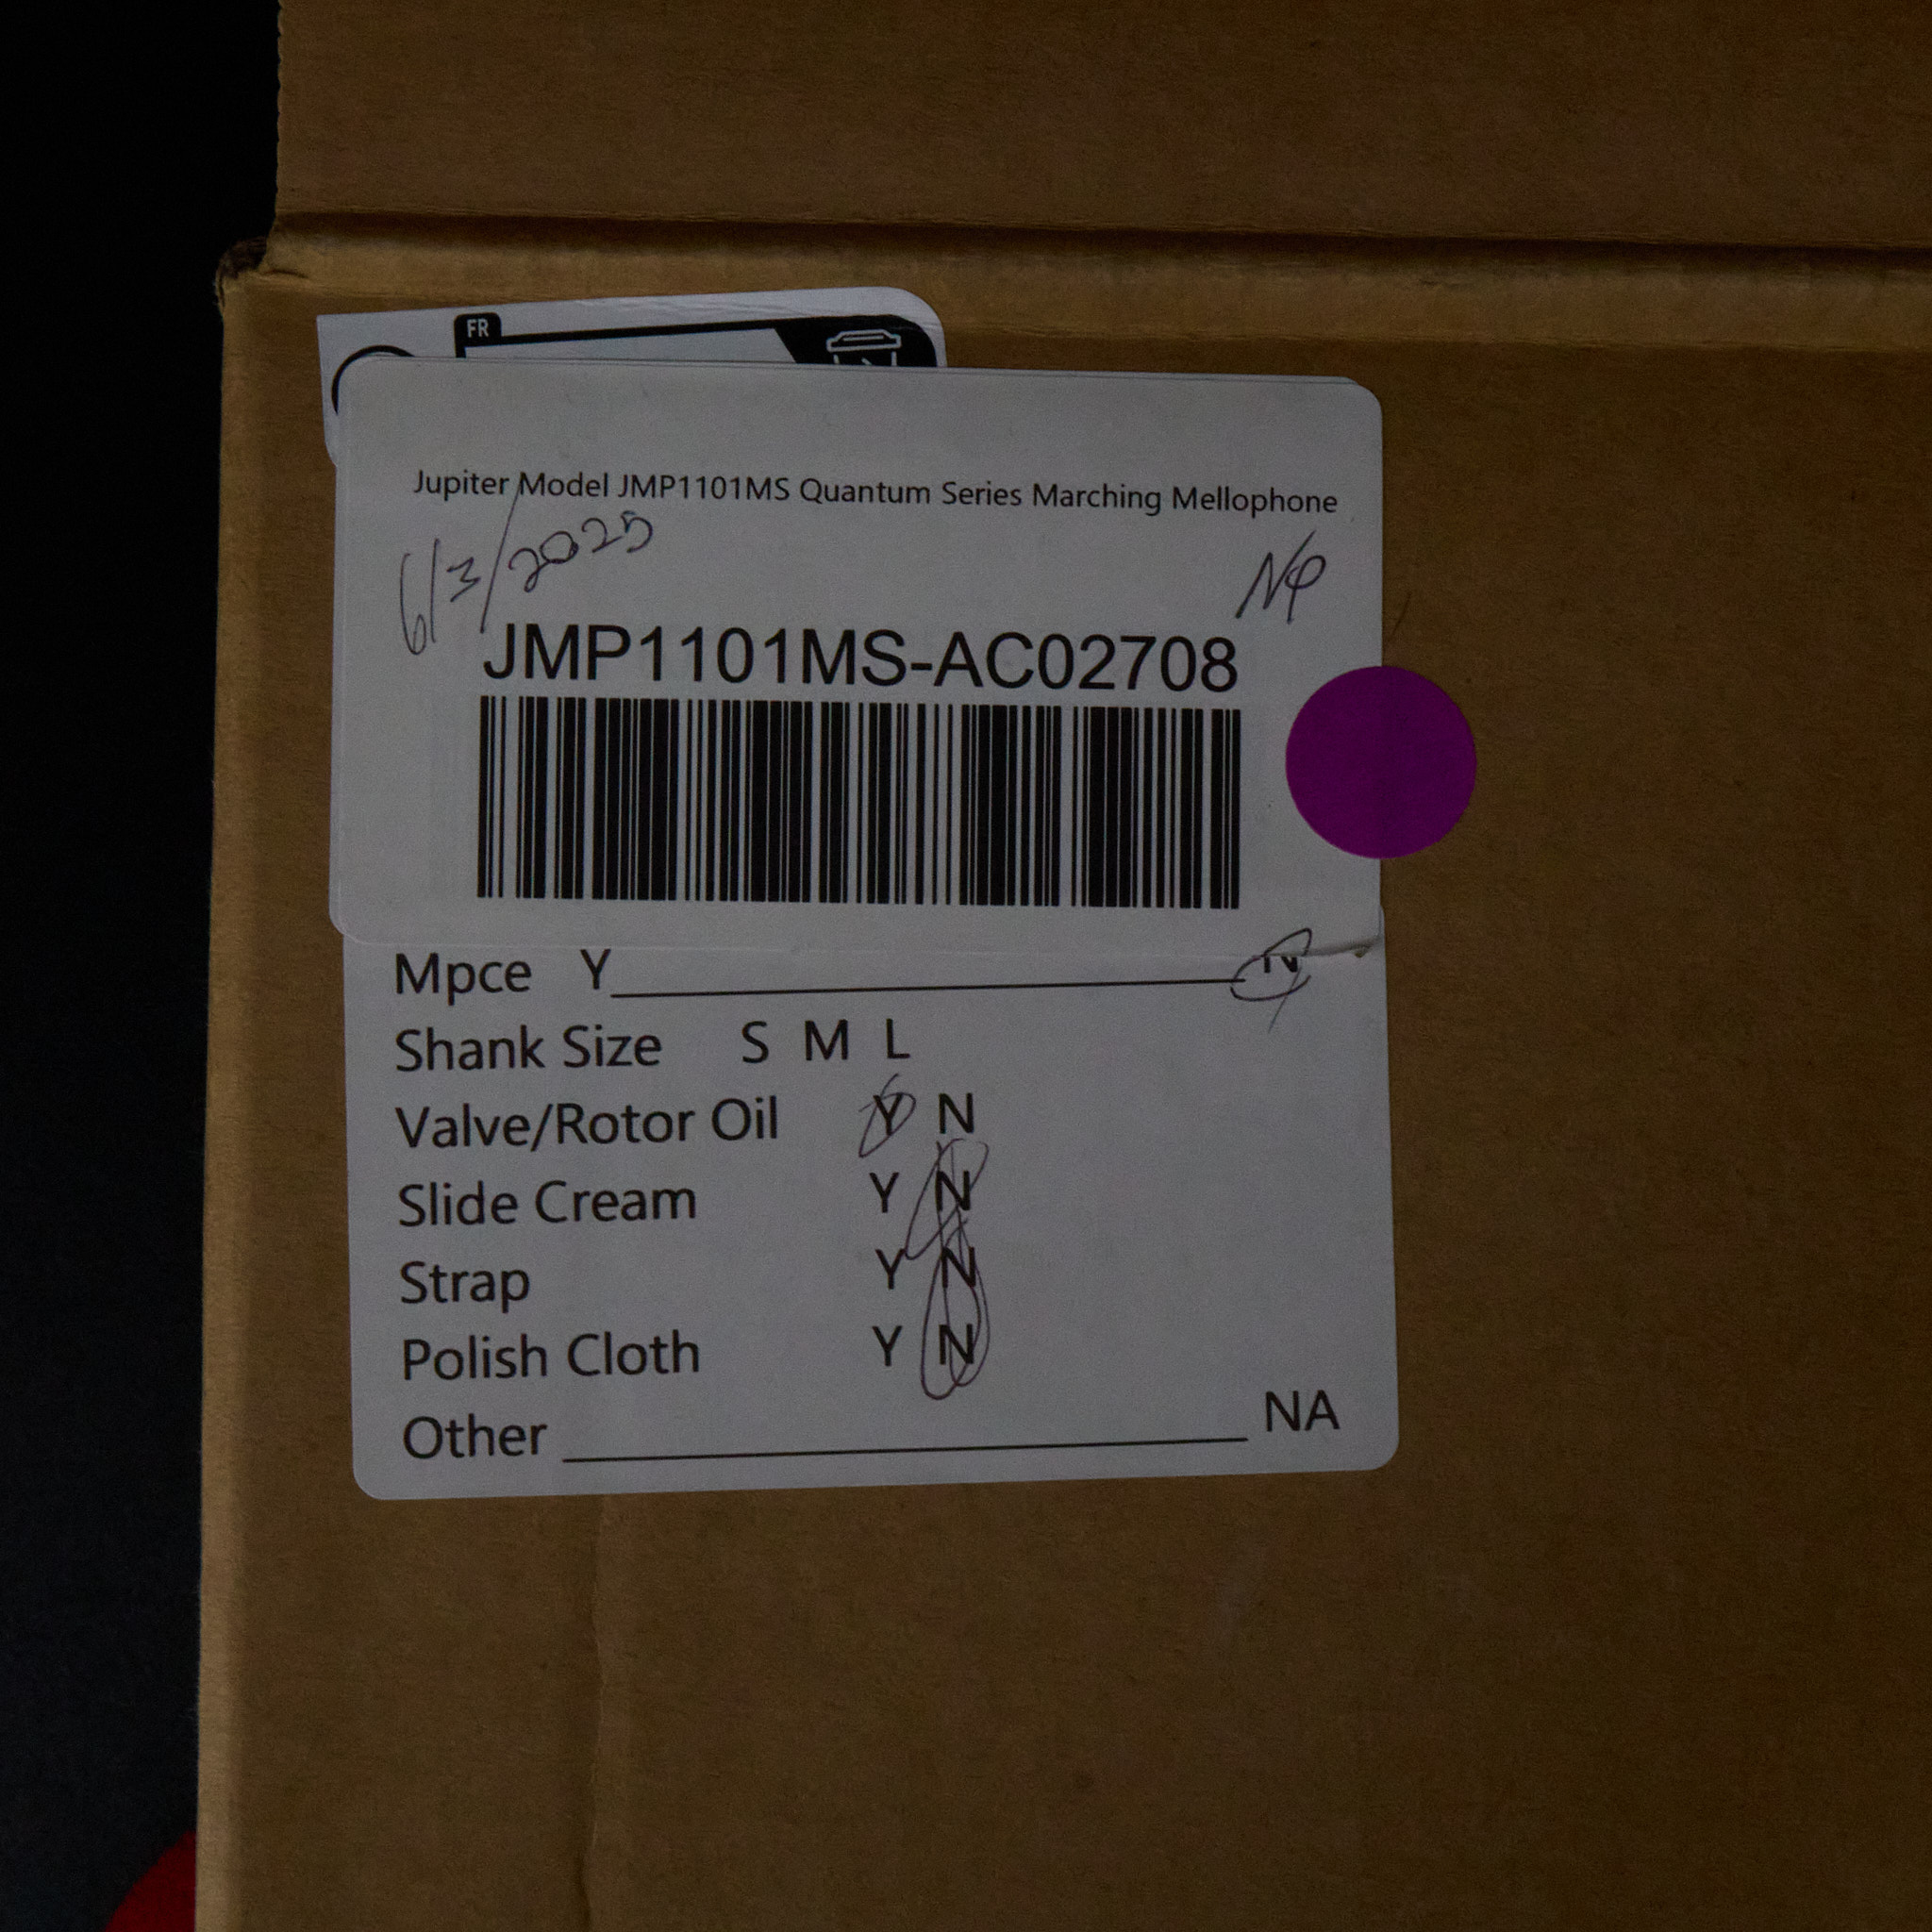 FR
Jupiter Model JMP1101MS Quantum Series Marching Mellophone
6/3/2025
JMP1101MS-AC02708
Mpce Y N
Shank Size S M L
Valve/Rotor Oil Y N
Slide Cream Y N
Strap Y N
Polish Cloth Y N
Other NA